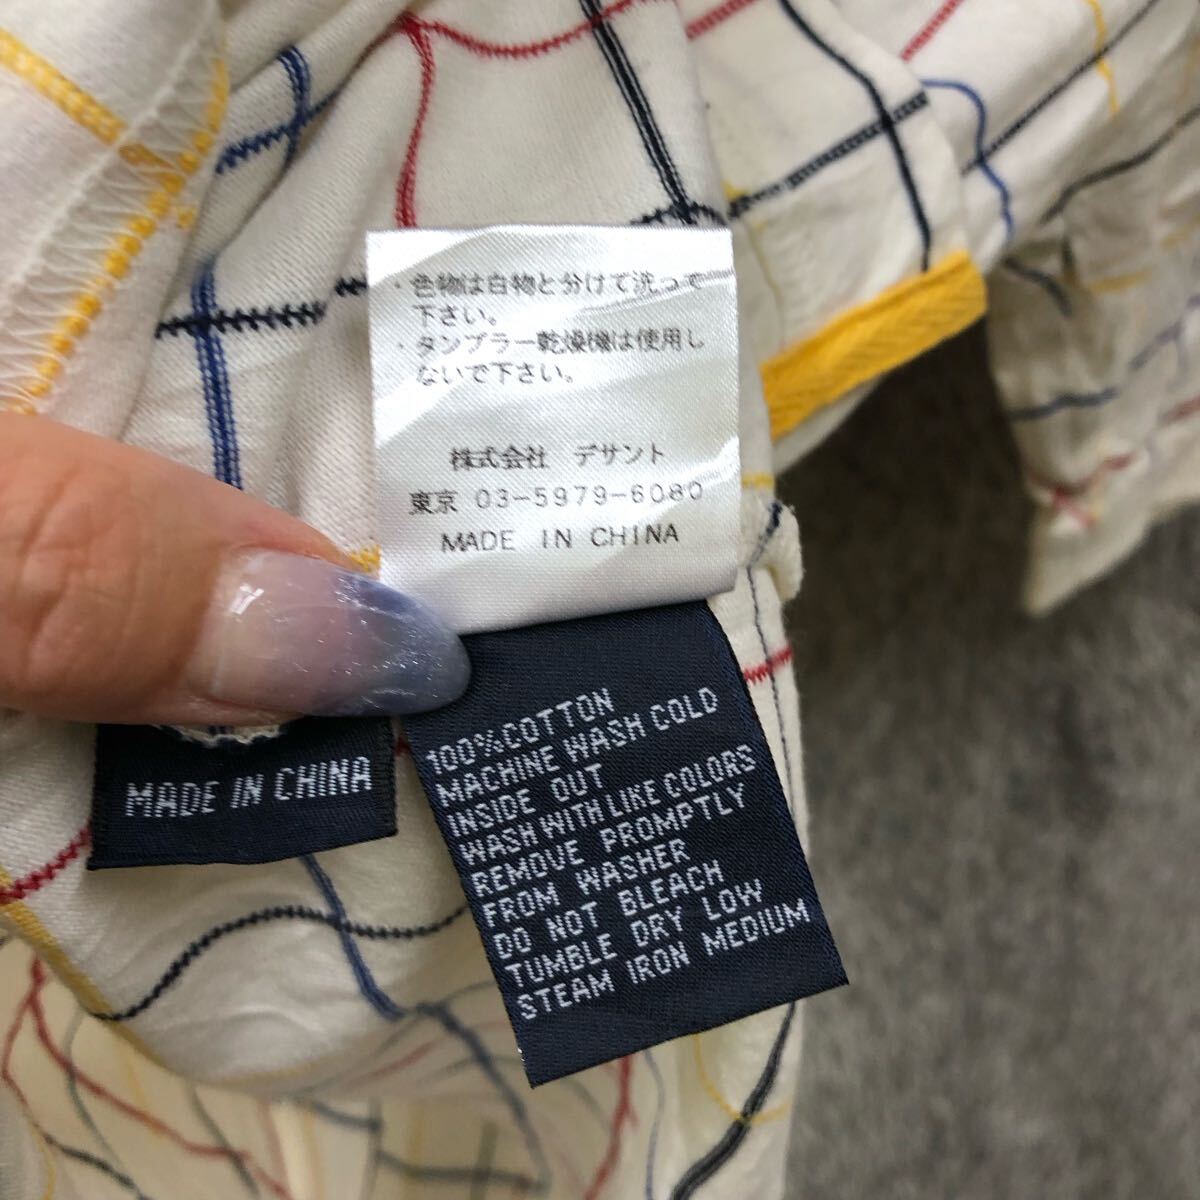 ・色物は白物と分けて洗って
下さい。
・タンブラー乾燥機は使用し
ないで下さい。
株式会社 デサント
東京 03-5979-6080
MADE IN CHINA
MADE IN CHINA
100%COTTON
MACHINE WASH COLD
INSIDE OUT
WASH WITH LIKE COLORS
REMOVE PROMPTLY
FROM WASHER
DO NOT BLEACH
TUMBLE DRY LOW
STEAM IRON MEDIUM